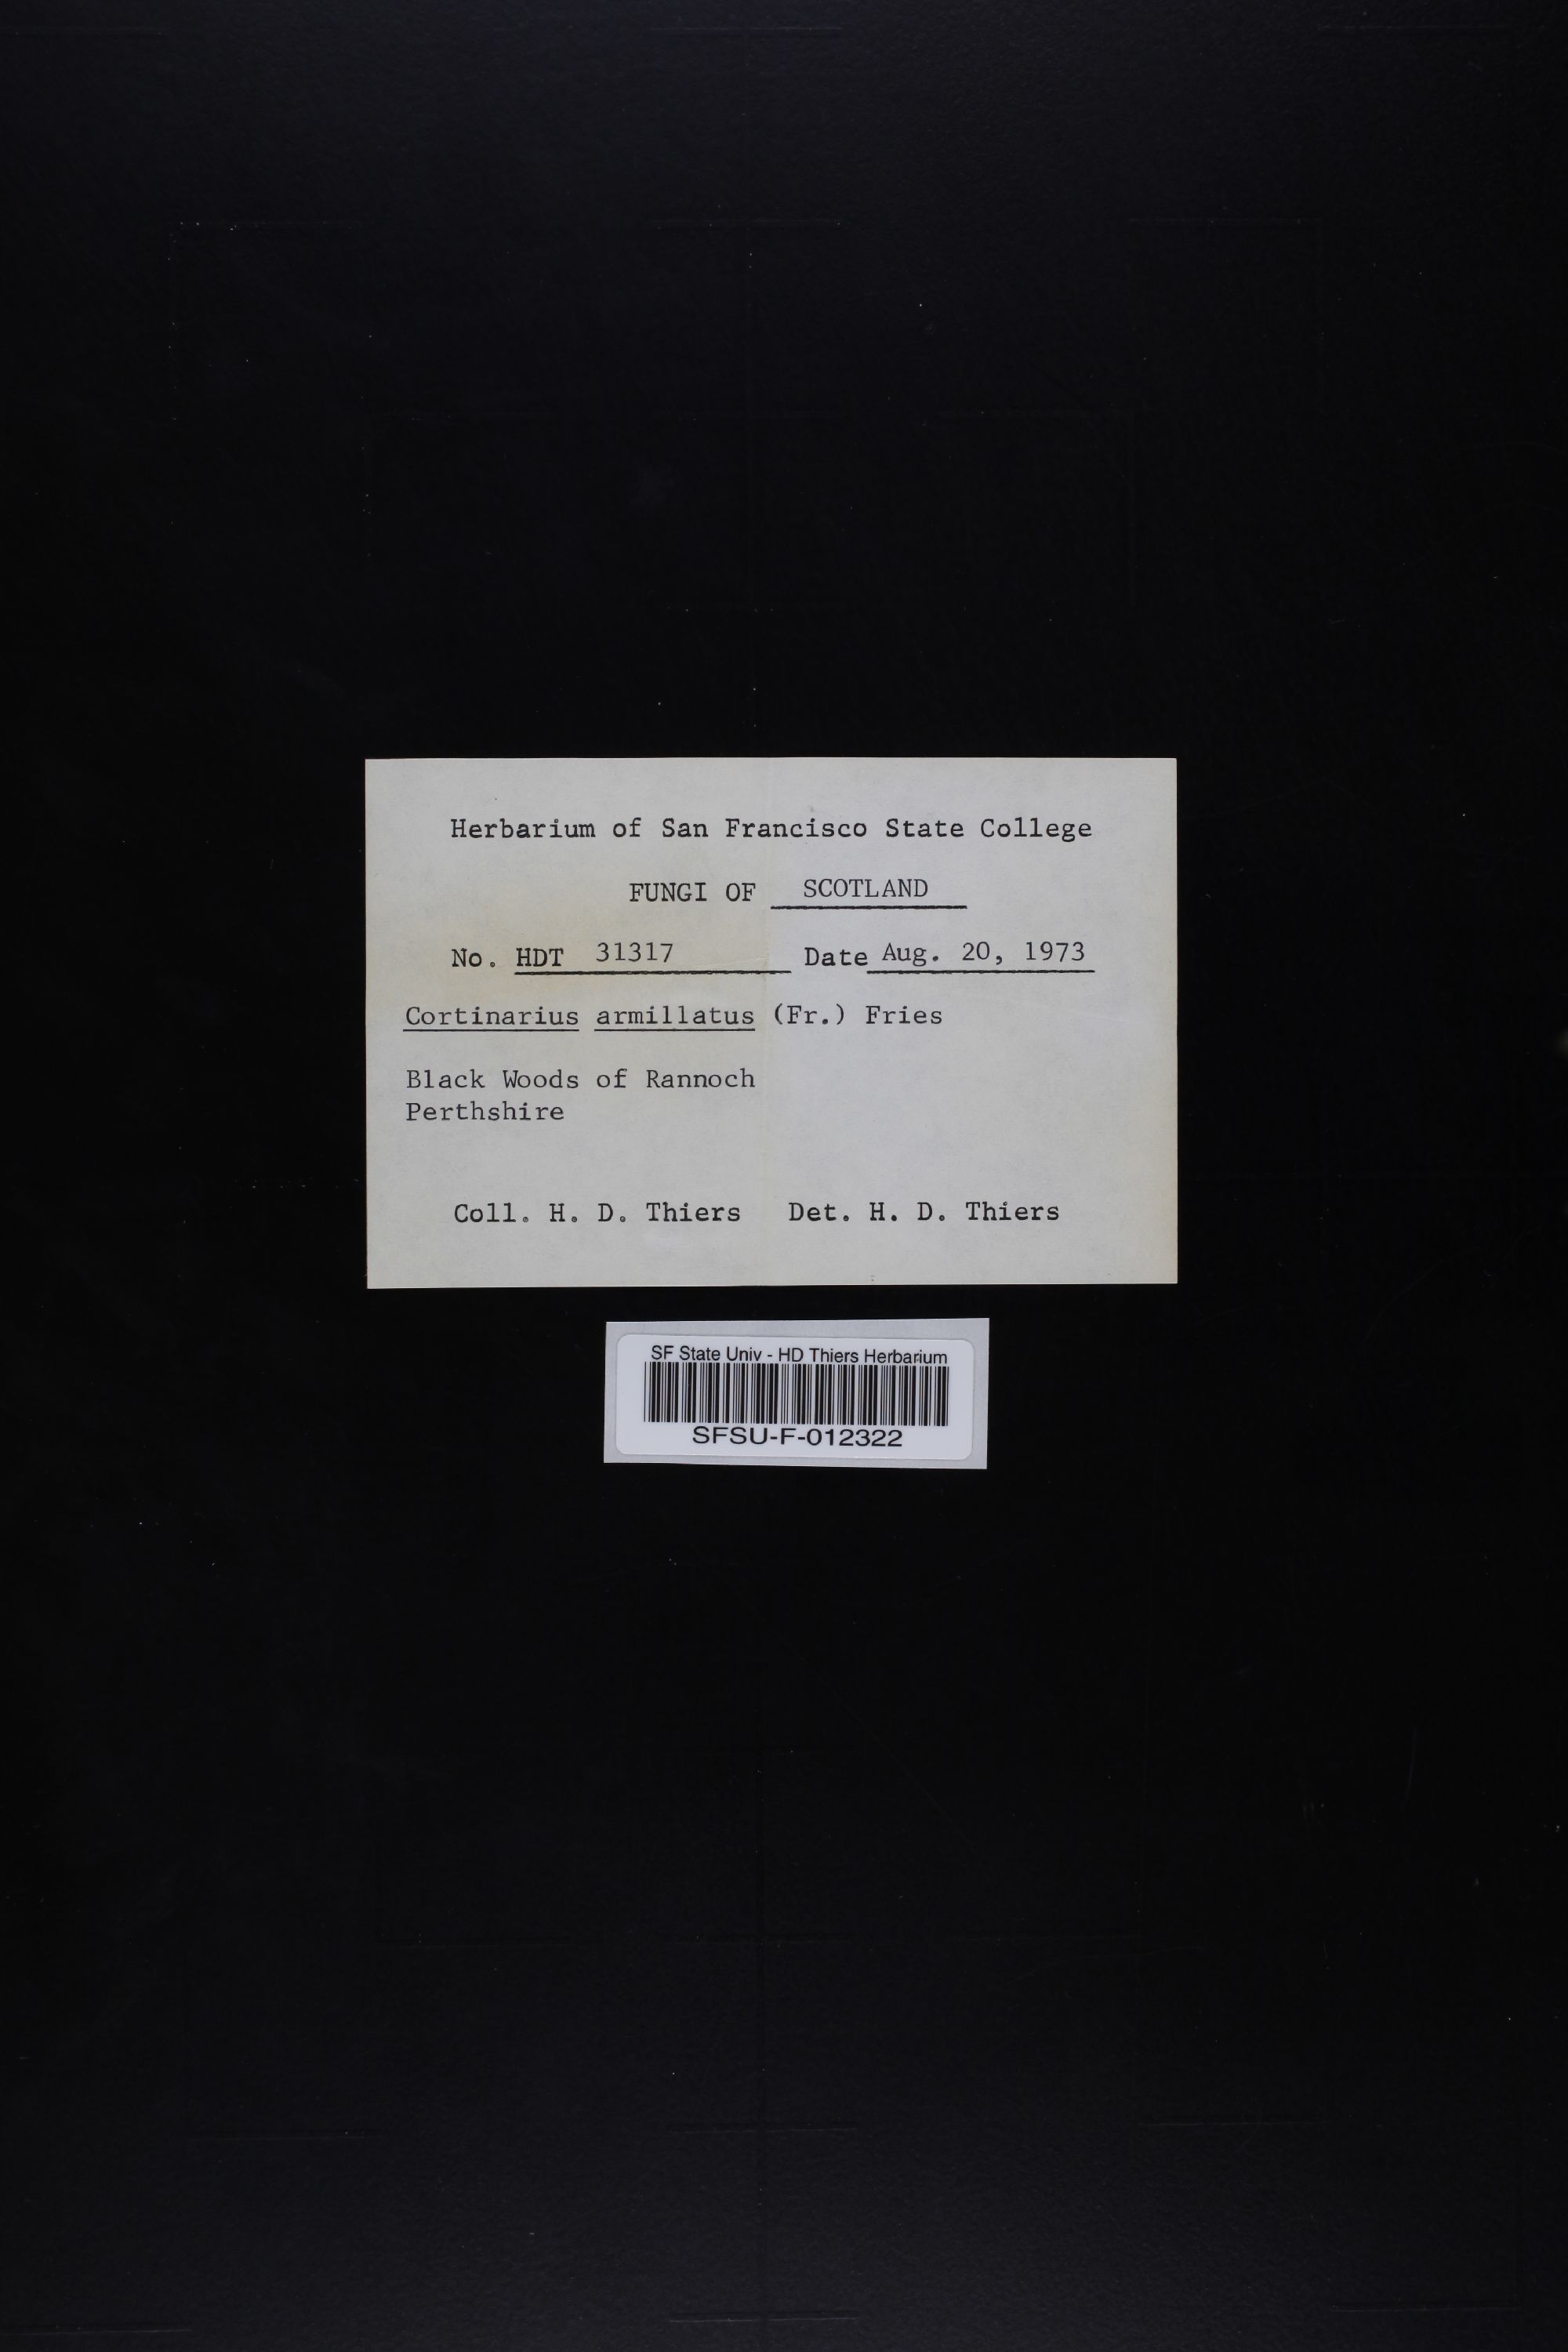 Herbarium of San Francisco State College
FUNGI OF SCOTLAND
No. HDT 31317 Date Aug. 20, 1973
Cortinarius armillatus (Fr.) Fries
Black Woods of Rannoch
Perthshire
Coll. H. D. Thiers Det. H. D. Thiers
SF State Univ - HD Thiers Herbarium
SFSU-F-012322